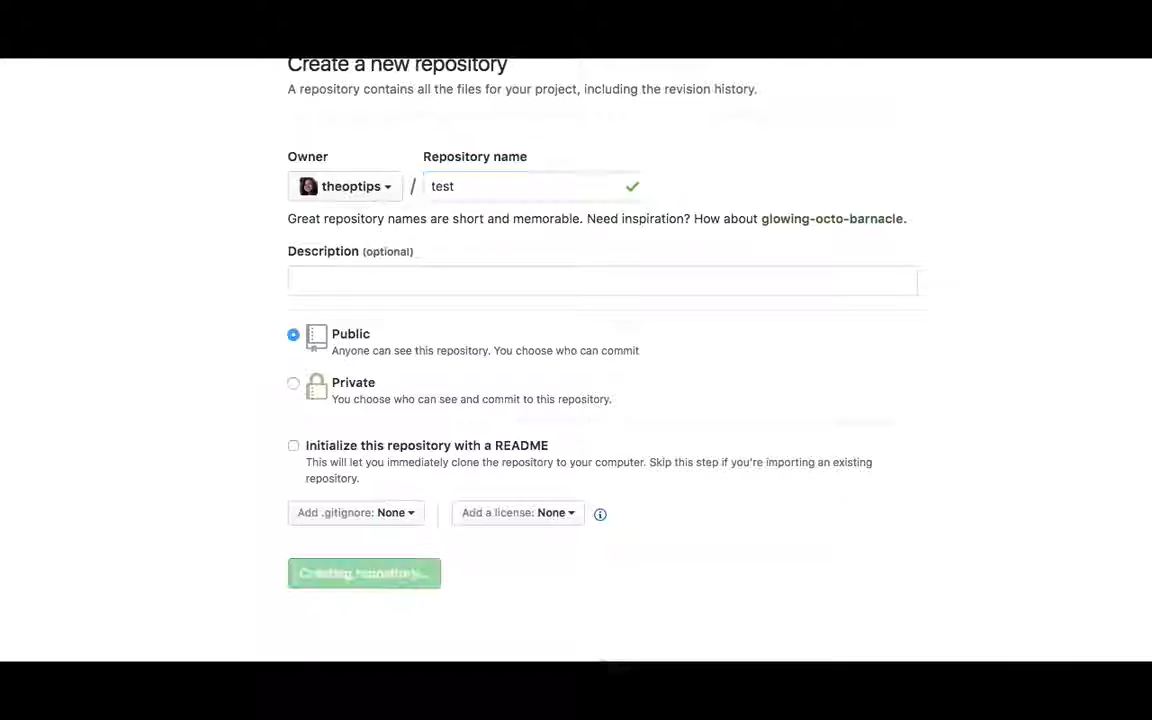 Create a new repository
A repository contains all the files for your project, including the revision history.
Owner
Repository name
theoptips
/
test
Great repository names are short and memorable. Need inspiration? How about glowing-octo-barnacle.
Description (optional)
Public
Anyone can see this repository. You choose who can commit
Private
You choose who can see and commit to this repository.
Initialize this repository with a README
This will let you immediately clone the repository to your computer. Skip this step if you're importing an existing
repository.
Add .gitignore: None
Add a license: None
Creating repository...